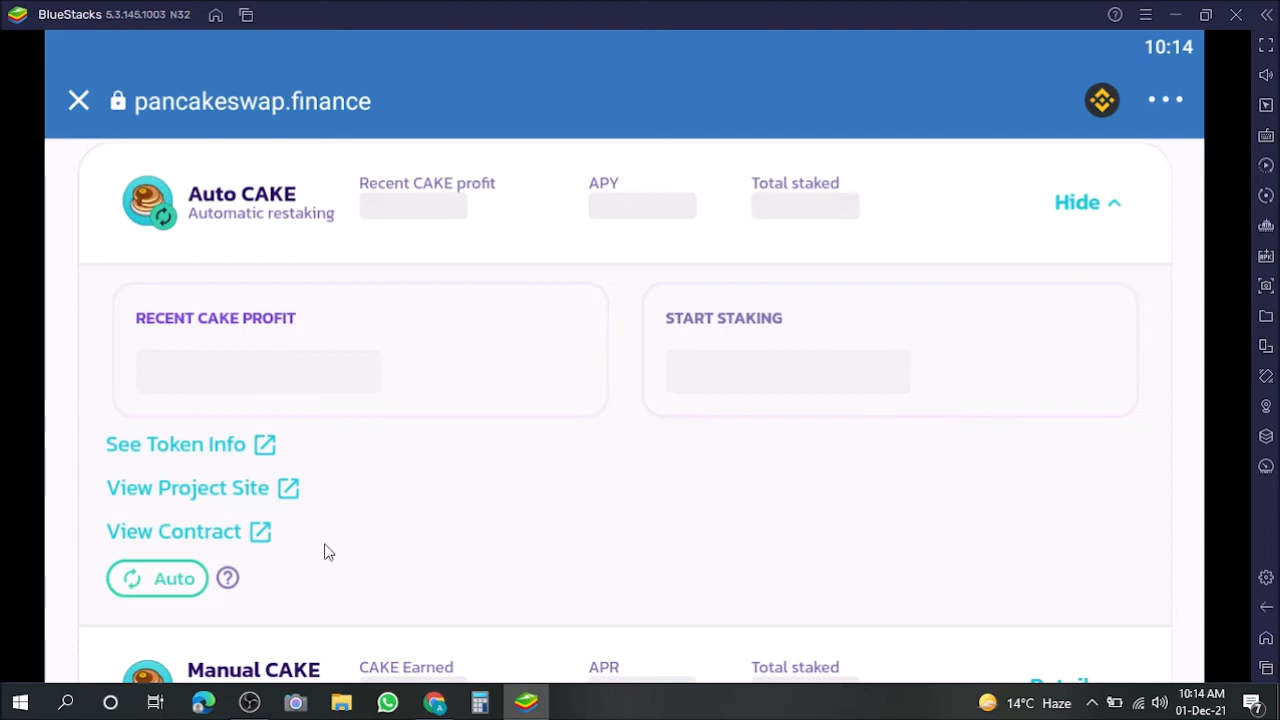 BlueStacks 5.3.145.1003 N32
10:14
pancakeswap.finance
Auto CAKE
Automatic restaking
Recent CAKE profit
APY
Total staked
Hide
RECENT CAKE PROFIT
START STAKING
See Token Info
View Project Site
View Contract
Auto
Manual CAKE
CAKE Earned
APR
Total staked
14°C Haze
10:14 AM
01-Dec-21
7